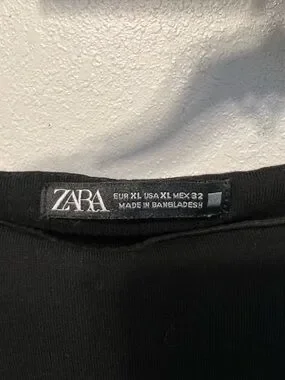 ZARA
EUR XL USA XL MEX 32
MADE IN BANGLADESH